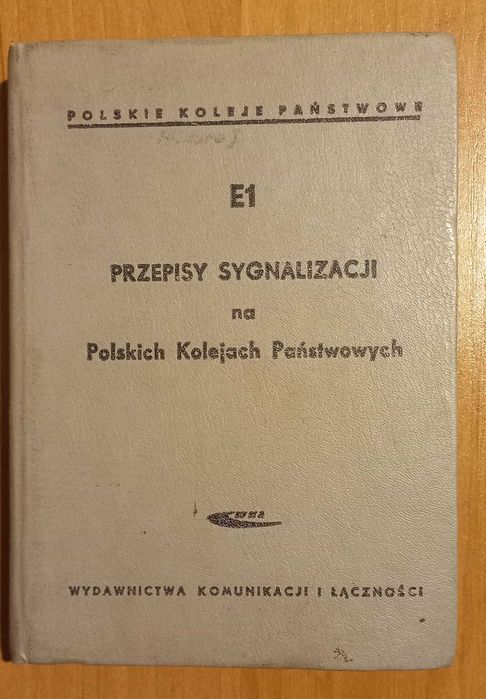 POLSKIE KOLEJE PAŃSTWOWE
E1
PRZEPISY SYGNALIZACJI
na
Polskich Kolejach Państwowych
WYDAWNICTWA KOMUNIKACJI I ŁĄCZNOŚCI